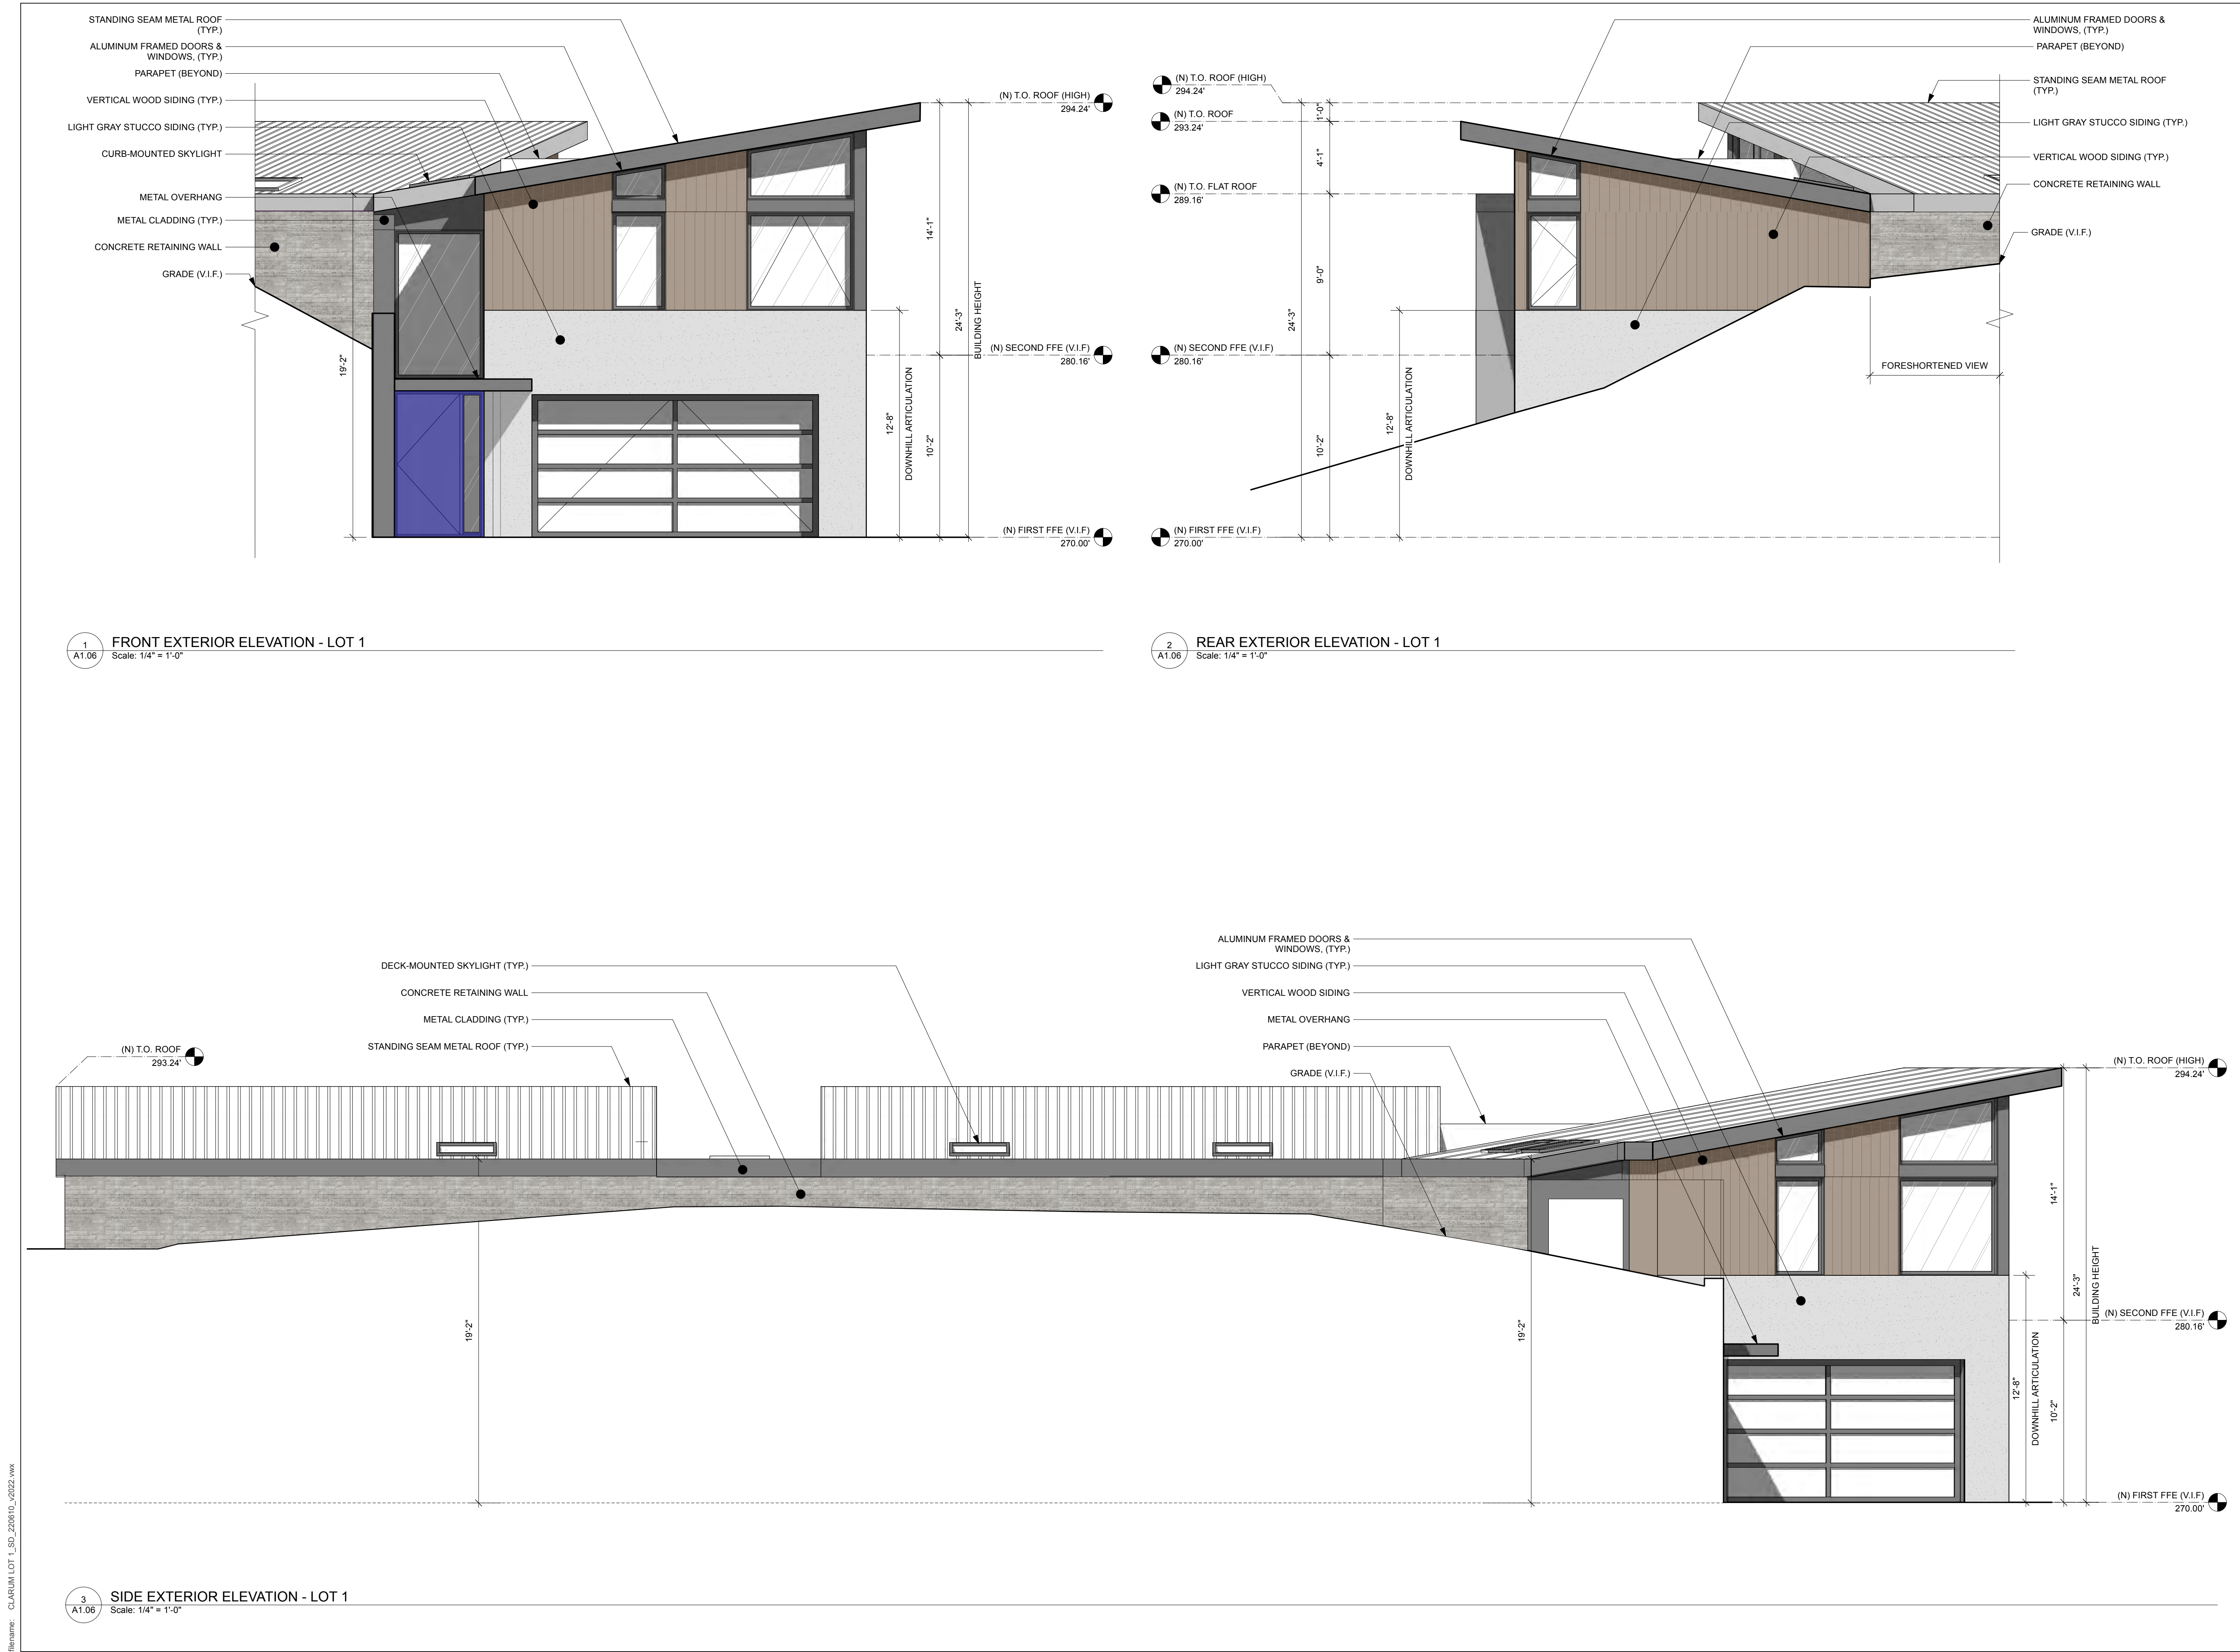 STANDING SEAM METAL ROOF
(TYP.)
ALUMINUM FRAMED DOORS &
WINDOWS, (TYP.)
PARAPET (BEYOND)
VERTICAL WOOD SIDING (TYP.)
LIGHT GRAY STUCCO SIDING (TYP.)
CURB-MOUNTED SKYLIGHT
METAL OVERHANG
METAL CLADDING (TYP.)
CONCRETE RETAINING WALL
GRADE (V.I.F.)
19'-2"
(N) T.O. ROOF (HIGH)
294.24'
14'-1"
24'-3"
BUILDING HEIGHT
(N) SECOND FFE (V.I.F)
280.16'
12'-8"
DOWNHILL ARTICULATION
10'-2"
(N) FIRST FFE (V.I.F)
270.00'
1
A1.06
FRONT EXTERIOR ELEVATION - LOT 1
Scale: 1/4" = 1'-0"
(N) T.O. ROOF (HIGH)
294.24'
(N) T.O. ROOF
293.24'
(N) T.O. FLAT ROOF
289.16'
(N) SECOND FFE (V.I.F)
280.16'
(N) FIRST FFE (V.I.F)
270.00'
1'-0"
4'-1"
9'-0"
24'-3"
10'-2"
12'-8"
DOWNHILL ARTICULATION
ALUMINUM FRAMED DOORS &
WINDOWS, (TYP.)
PARAPET (BEYOND)
STANDING SEAM METAL ROOF
(TYP.)
LIGHT GRAY STUCCO SIDING (TYP.)
VERTICAL WOOD SIDING (TYP.)
CONCRETE RETAINING WALL
GRADE (V.I.F.)
FORESHORTENED VIEW
2
A1.06
REAR EXTERIOR ELEVATION - LOT 1
Scale: 1/4" = 1'-0"
(N) T.O. ROOF
293.24'
DECK-MOUNTED SKYLIGHT (TYP.)
CONCRETE RETAINING WALL
METAL CLADDING (TYP.)
STANDING SEAM METAL ROOF (TYP.)
ALUMINUM FRAMED DOORS &
WINDOWS, (TYP.)
LIGHT GRAY STUCCO SIDING (TYP.)
VERTICAL WOOD SIDING
METAL OVERHANG
PARAPET (BEYOND)
GRADE (V.I.F.)
19'-2"
19'-2"
(N) T.O. ROOF (HIGH)
294.24'
14'-1"
24'-3"
BUILDING HEIGHT
(N) SECOND FFE (V.I.F)
280.16'
12'-8"
DOWNHILL ARTICULATION
10'-2"
(N) FIRST FFE (V.I.F)
270.00'
3
A1.06
SIDE EXTERIOR ELEVATION - LOT 1
Scale: 1/4" = 1'-0"
filename: CLARUM LOT 1_SD_220610_v2022.vwx